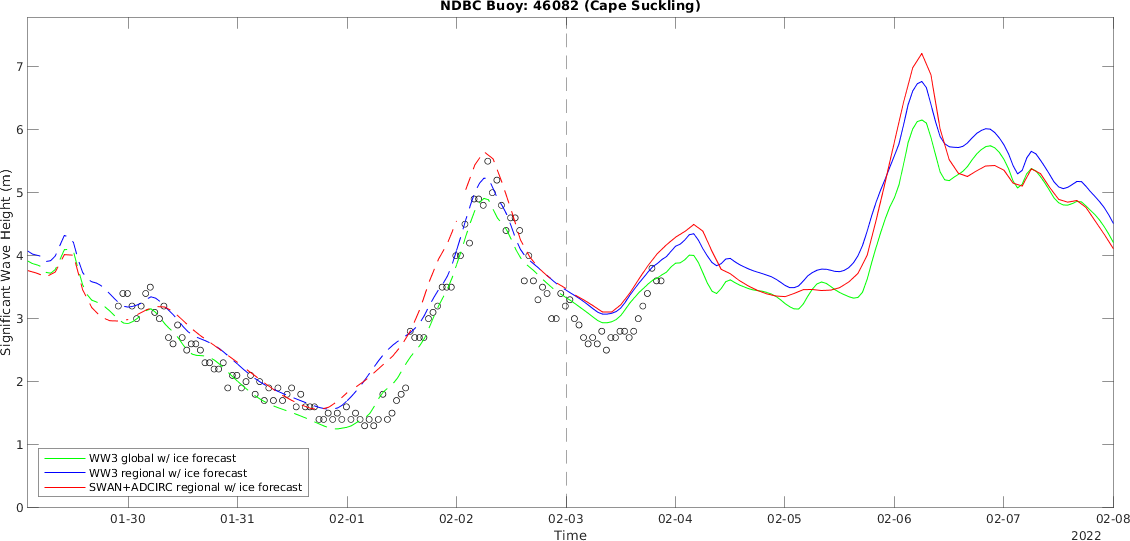 NDBC Buoy: 46082 (Cape Suckling)
Significant Wave Height (m)
7
6
5
4
3
2
1
0
WW3 global w/ ice forecast
WW3 regional w/ ice forecast
SWAN+ADCIRC regional w/ ice forecast
01-30 01-31 02-01 02-02 02-03 02-04 02-05 02-06 02-07 02-08
Time
2022